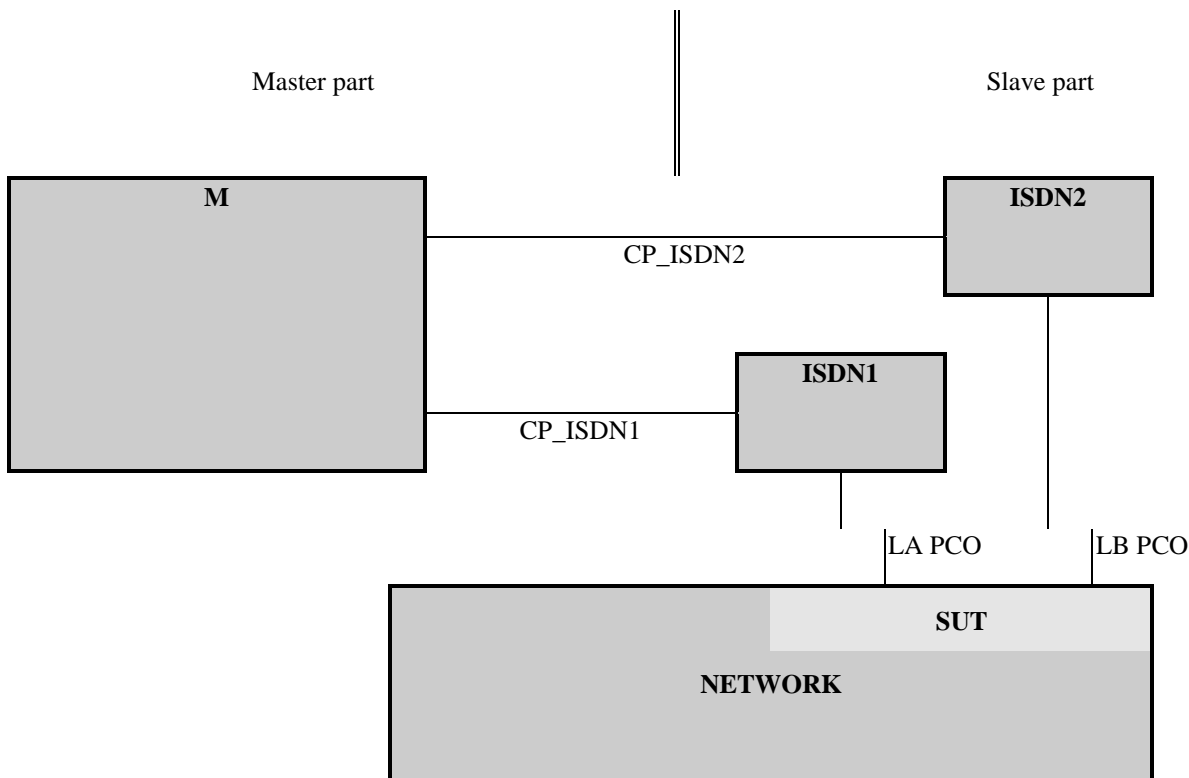 Master part
Slave part
M
ISDN2
CP_ISDN2
ISDN1
CP_ISDN1
LA PCO
LB PCO
SUT
NETWORK